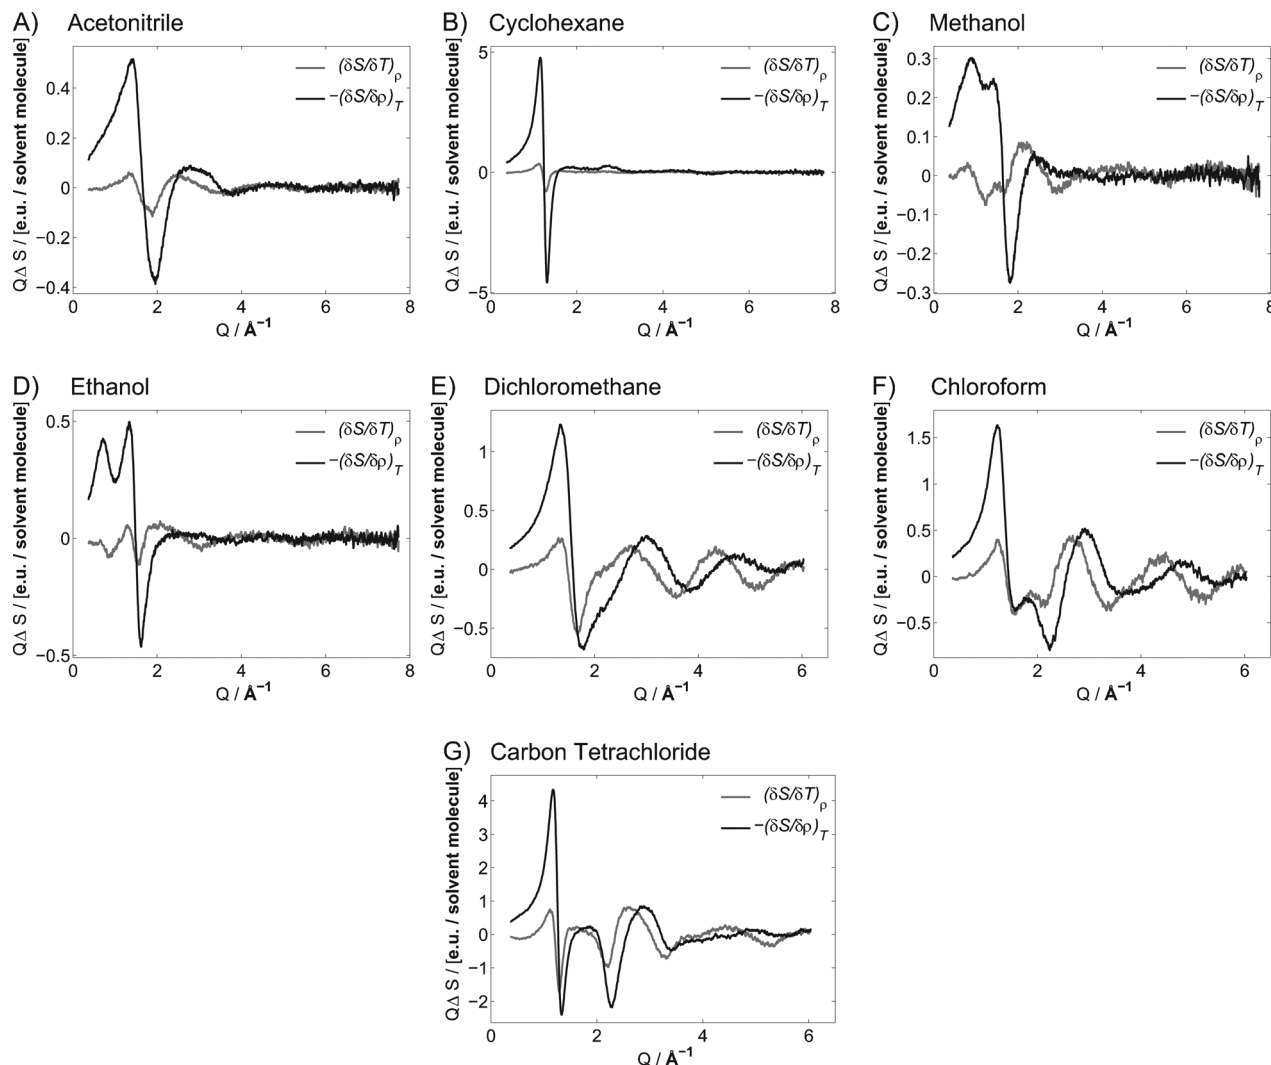 A) Acetonitrile
QΔ S / [e.u. / solvent molecule]
0.4
0.2
0
−0.2
−0.4
(δS/δT)ρ
−(δS/δρ)T
0 2 4 6 8
Q / Å−1
B) Cyclohexane
QΔ S / [e.u. / solvent molecule]
5
0
−5
(δS/δT)ρ
−(δS/δρ)T
0 2 4 6 8
Q / Å−1
C) Methanol
QΔ S / [e.u. / solvent molecule]
0.3
0.2
0.1
0
−0.1
−0.2
−0.3
(δS/δT)ρ
−(δS/δρ)T
0 2 4 6 8
Q / Å−1
D) Ethanol
QΔ S / [e.u. / solvent molecule]
0.5
0
−0.5
(δS/δT)ρ
−(δS/δρ)T
0 2 4 6 8
Q / Å−1
E) Dichloromethane
QΔ S / [e.u. / solvent molecule]
1
0.5
0
−0.5
(δS/δT)ρ
−(δS/δρ)T
0 2 4 6
Q / Å−1
F) Chloroform
QΔ S / [e.u. / solvent molecule]
1.5
1
0.5
0
−0.5
(δS/δT)ρ
−(δS/δρ)T
0 2 4 6
Q / Å−1
G) Carbon Tetrachloride
QΔ S / [e.u. / solvent molecule]
4
3
2
1
0
−1
−2
(δS/δT)ρ
−(δS/δρ)T
0 2 4 6
Q / Å−1